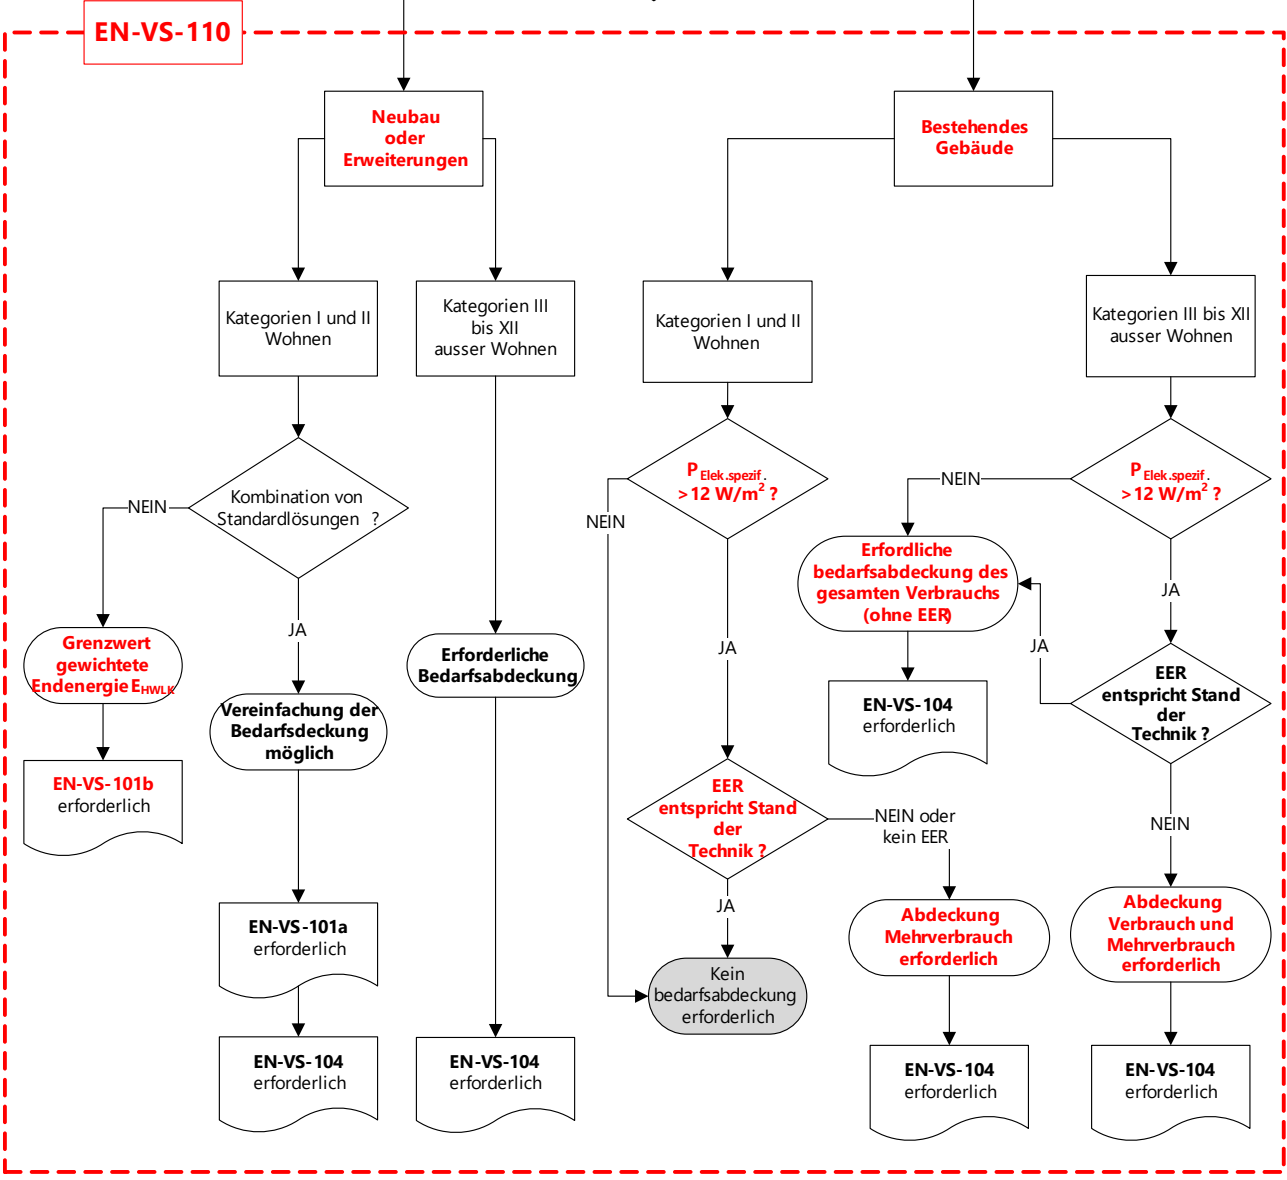 EN-VS-110
Neubau
oder
Erweiterungen
Bestehendes
Gebäude
Kategorien I und II
Wohnen
Kategorien III
bis XII
ausser Wohnen
Kategorien I und II
Wohnen
Kategorien III bis XII
ausser Wohnen
Kombination von
Standardlösungen ?
NEIN
JA
P Elek.spezif.
>12 W/m² ?
NEIN
JA
P Elek.spezif.
>12 W/m² ?
NEIN
JA
Grenzwert
gewichtete
Endenergie EHWLK
EN-VS-101b
erforderlich
Vereinfachung der
Bedarfsdeckung
möglich
EN-VS-101a
erforderlich
EN-VS-104
erforderlich
Erforderliche
Bedarfsabdeckung
EN-VS-104
erforderlich
EER
entspricht Stand
der
Technik ?
NEIN oder
kein EER
JA
Kein
bedarfsabdeckung
erforderlich
Abdeckung
Mehrverbrauch
erforderlich
EN-VS-104
erforderlich
Erfordliche
bedarfsabdeckung des
gesamten Verbrauchs
(ohne EER)
EN-VS-104
erforderlich
JA
EER
entspricht Stand
der
Technik ?
NEIN
Abdeckung
Verbrauch und
Mehrverbrauch
erforderlich
EN-VS-104
erforderlich